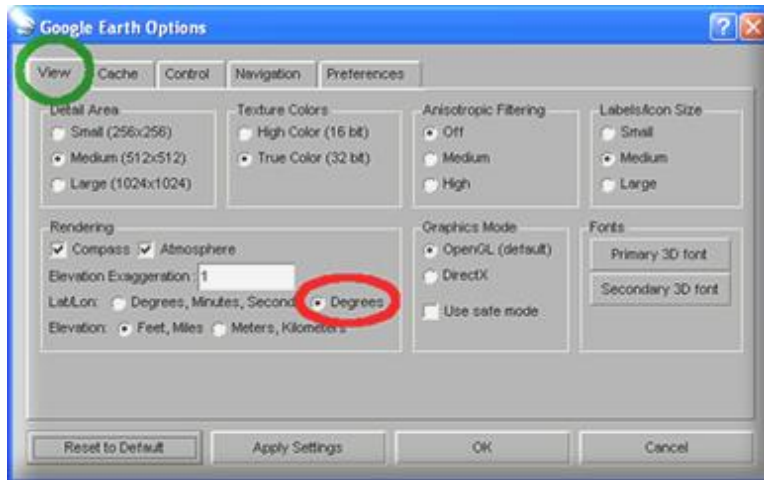 Google Earth Options
View Cache Control Navigation Preferences
Detail Area
Small (256x256)
Medium (512x512)
Large (1024x1024)
Texture Colors
High Color (16 bit)
True Color (32 bit)
Anisotropic Filtering
Off
Medium
High
Labels/Icon Size
Small
Medium
Large
Rendering
Compass Atmosphere
Elevation Exaggeration : 1
Lat/Lon: Degrees, Minutes, Second Degrees
Elevation: Feet, Miles Meters, Kilometers
Graphics Mode
OpenGL (default)
DirectX
Use safe mode
Fonts
Primary 3D font
Secondary 3D font
Reset to Default Apply Settings OK Cancel